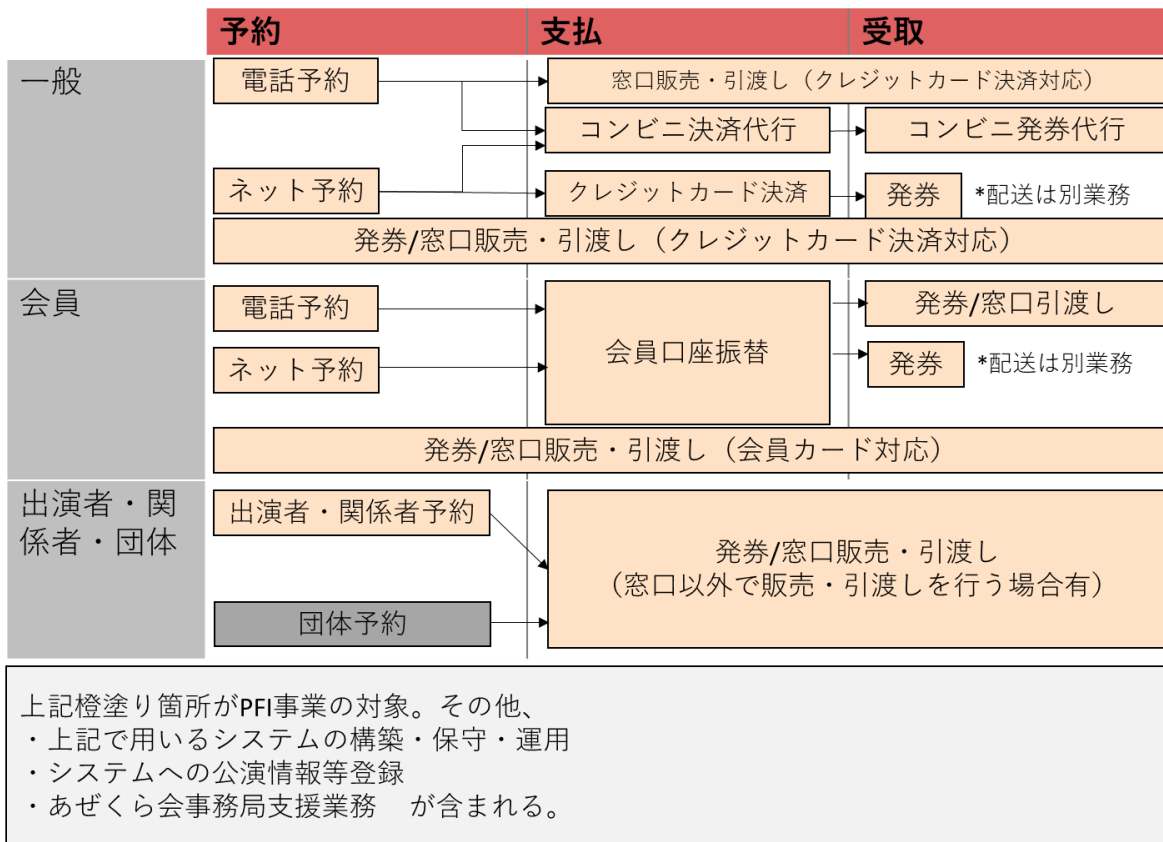 予約
支払
受取
一般
電話予約
窓口販売・引渡し（クレジットカード決済対応）
コンビニ決済代行
コンビニ発券代行
ネット予約
クレジットカード決済
発券
*配送は別業務
発券/窓口販売・引渡し（クレジットカード決済対応）
会員
電話予約
会員口座振替
発券/窓口引渡し
ネット予約
発券
*配送は別業務
発券/窓口販売・引渡し（会員カード対応）
出演者・関
係者・団体
出演者・関係者予約
発券/窓口販売・引渡し
（窓口以外で販売・引渡しを行う場合有）
団体予約
上記橙塗り箇所がPFI事業の対象。その他、
・上記で用いるシステムの構築・保守・運用
・システムへの公演情報等登録
・あぜくら会事務局支援業務　が含まれる。